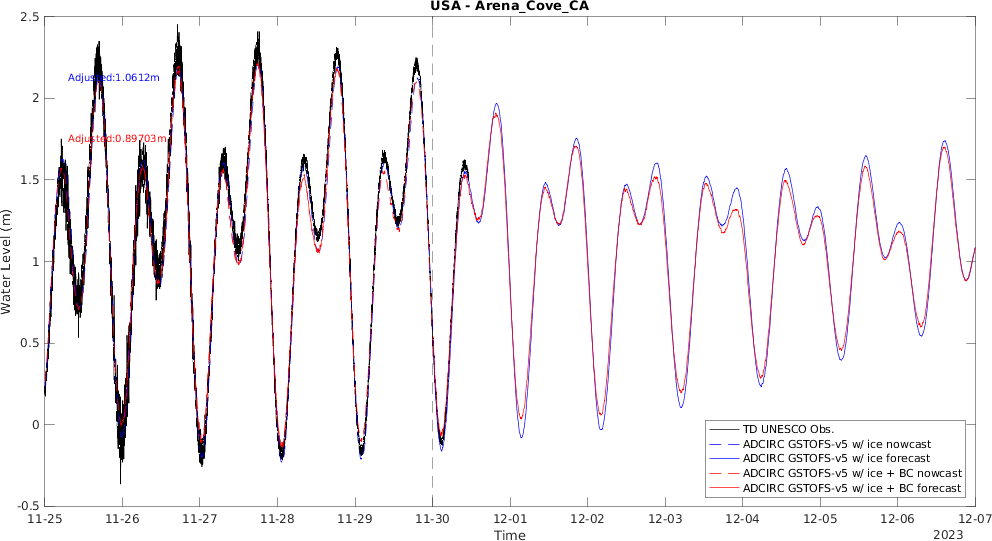 USA - Arena_Cove_CA
2.5
2
1.5
1
0.5
0
-0.5
Water Level (m)
Adjusted:1.0612m
Adjusted:0.89703m
TD UNESCO Obs.
ADCIRC GSTOFS-v5 w/ ice nowcast
ADCIRC GSTOFS-v5 w/ ice forecast
ADCIRC GSTOFS-v5 w/ ice + BC nowcast
ADCIRC GSTOFS-v5 w/ ice + BC forecast
11-25 11-26 11-27 11-28 11-29 11-30 12-01 12-02 12-03 12-04 12-05 12-06 12-07
Time
2023